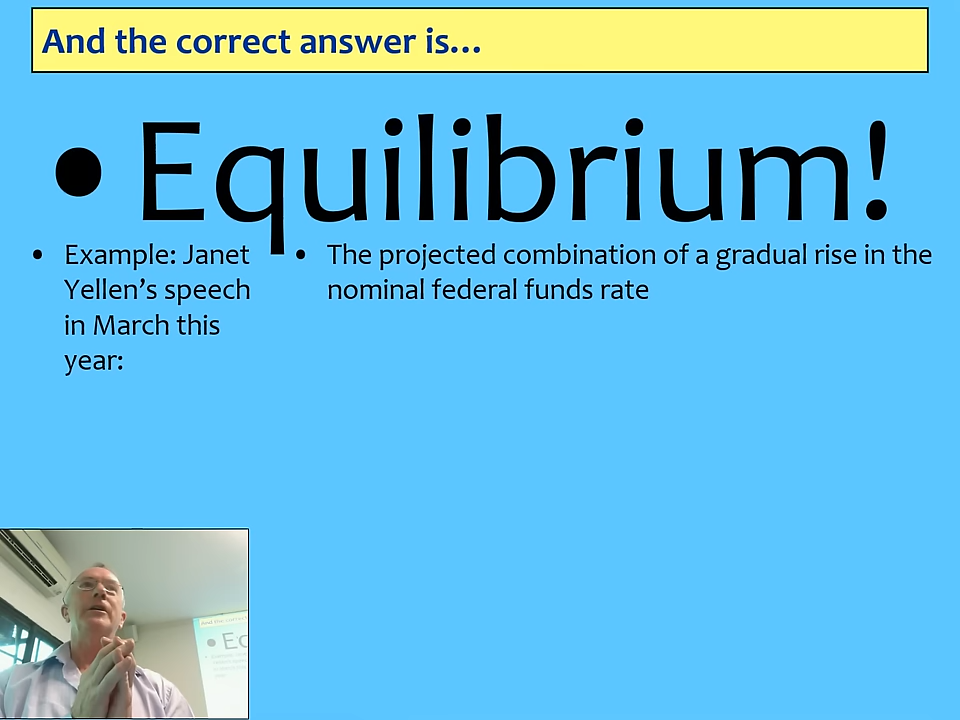 And the correct answer is…
• Equilibrium!
• Example: Janet
Yellen’s speech
in March this
year:
• The projected combination of a gradual rise in the
nominal federal funds rate
• Eq